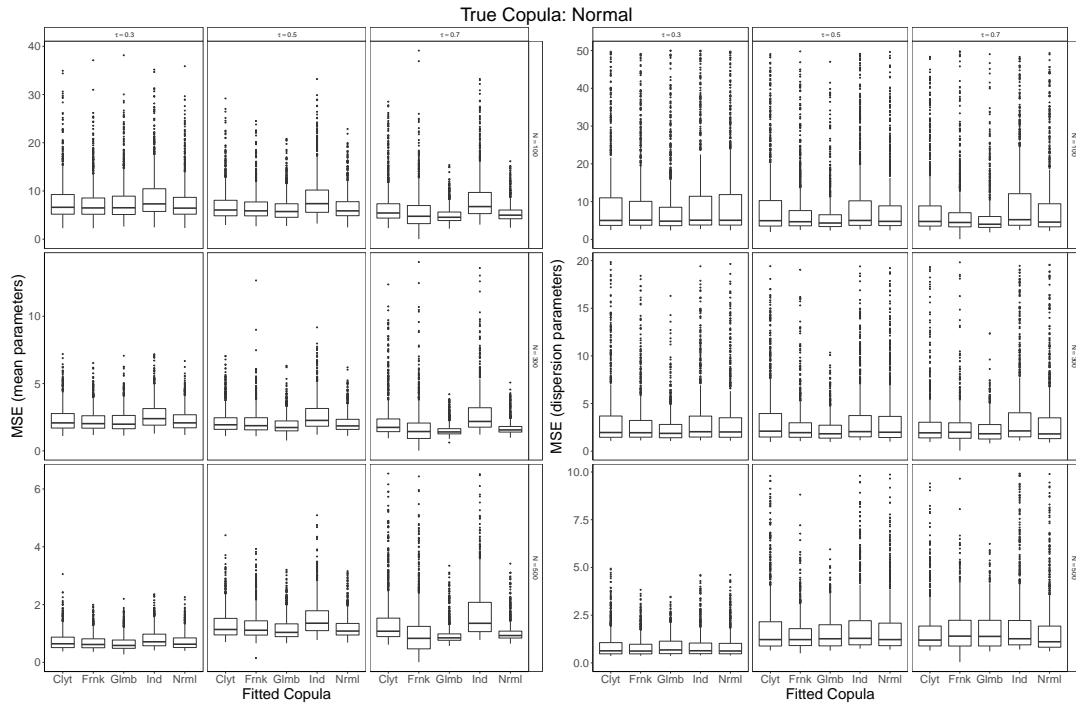 True Copula: Normal
τ = 0.3 τ = 0.5 τ = 0.7
τ = 0.3 τ = 0.5 τ = 0.7
MSE (mean parameters)
40
30
20
10
0
N = 100
10
5
0
N = 300
6
4
2
0
N = 500
Clyt Frnk Glmb Ind Nrml Clyt Frnk Glmb Ind Nrml Clyt Frnk Glmb Ind Nrml
Fitted Copula
MSE (dispersion parameters)
50
40
30
20
10
0
N = 100
20
15
10
5
0
N = 300
10.0
7.5
5.0
2.5
0.0
N = 500
Clyt Frnk Glmb Ind Nrml Clyt Frnk Glmb Ind Nrml Clyt Frnk Glmb Ind Nrml
Fitted Copula